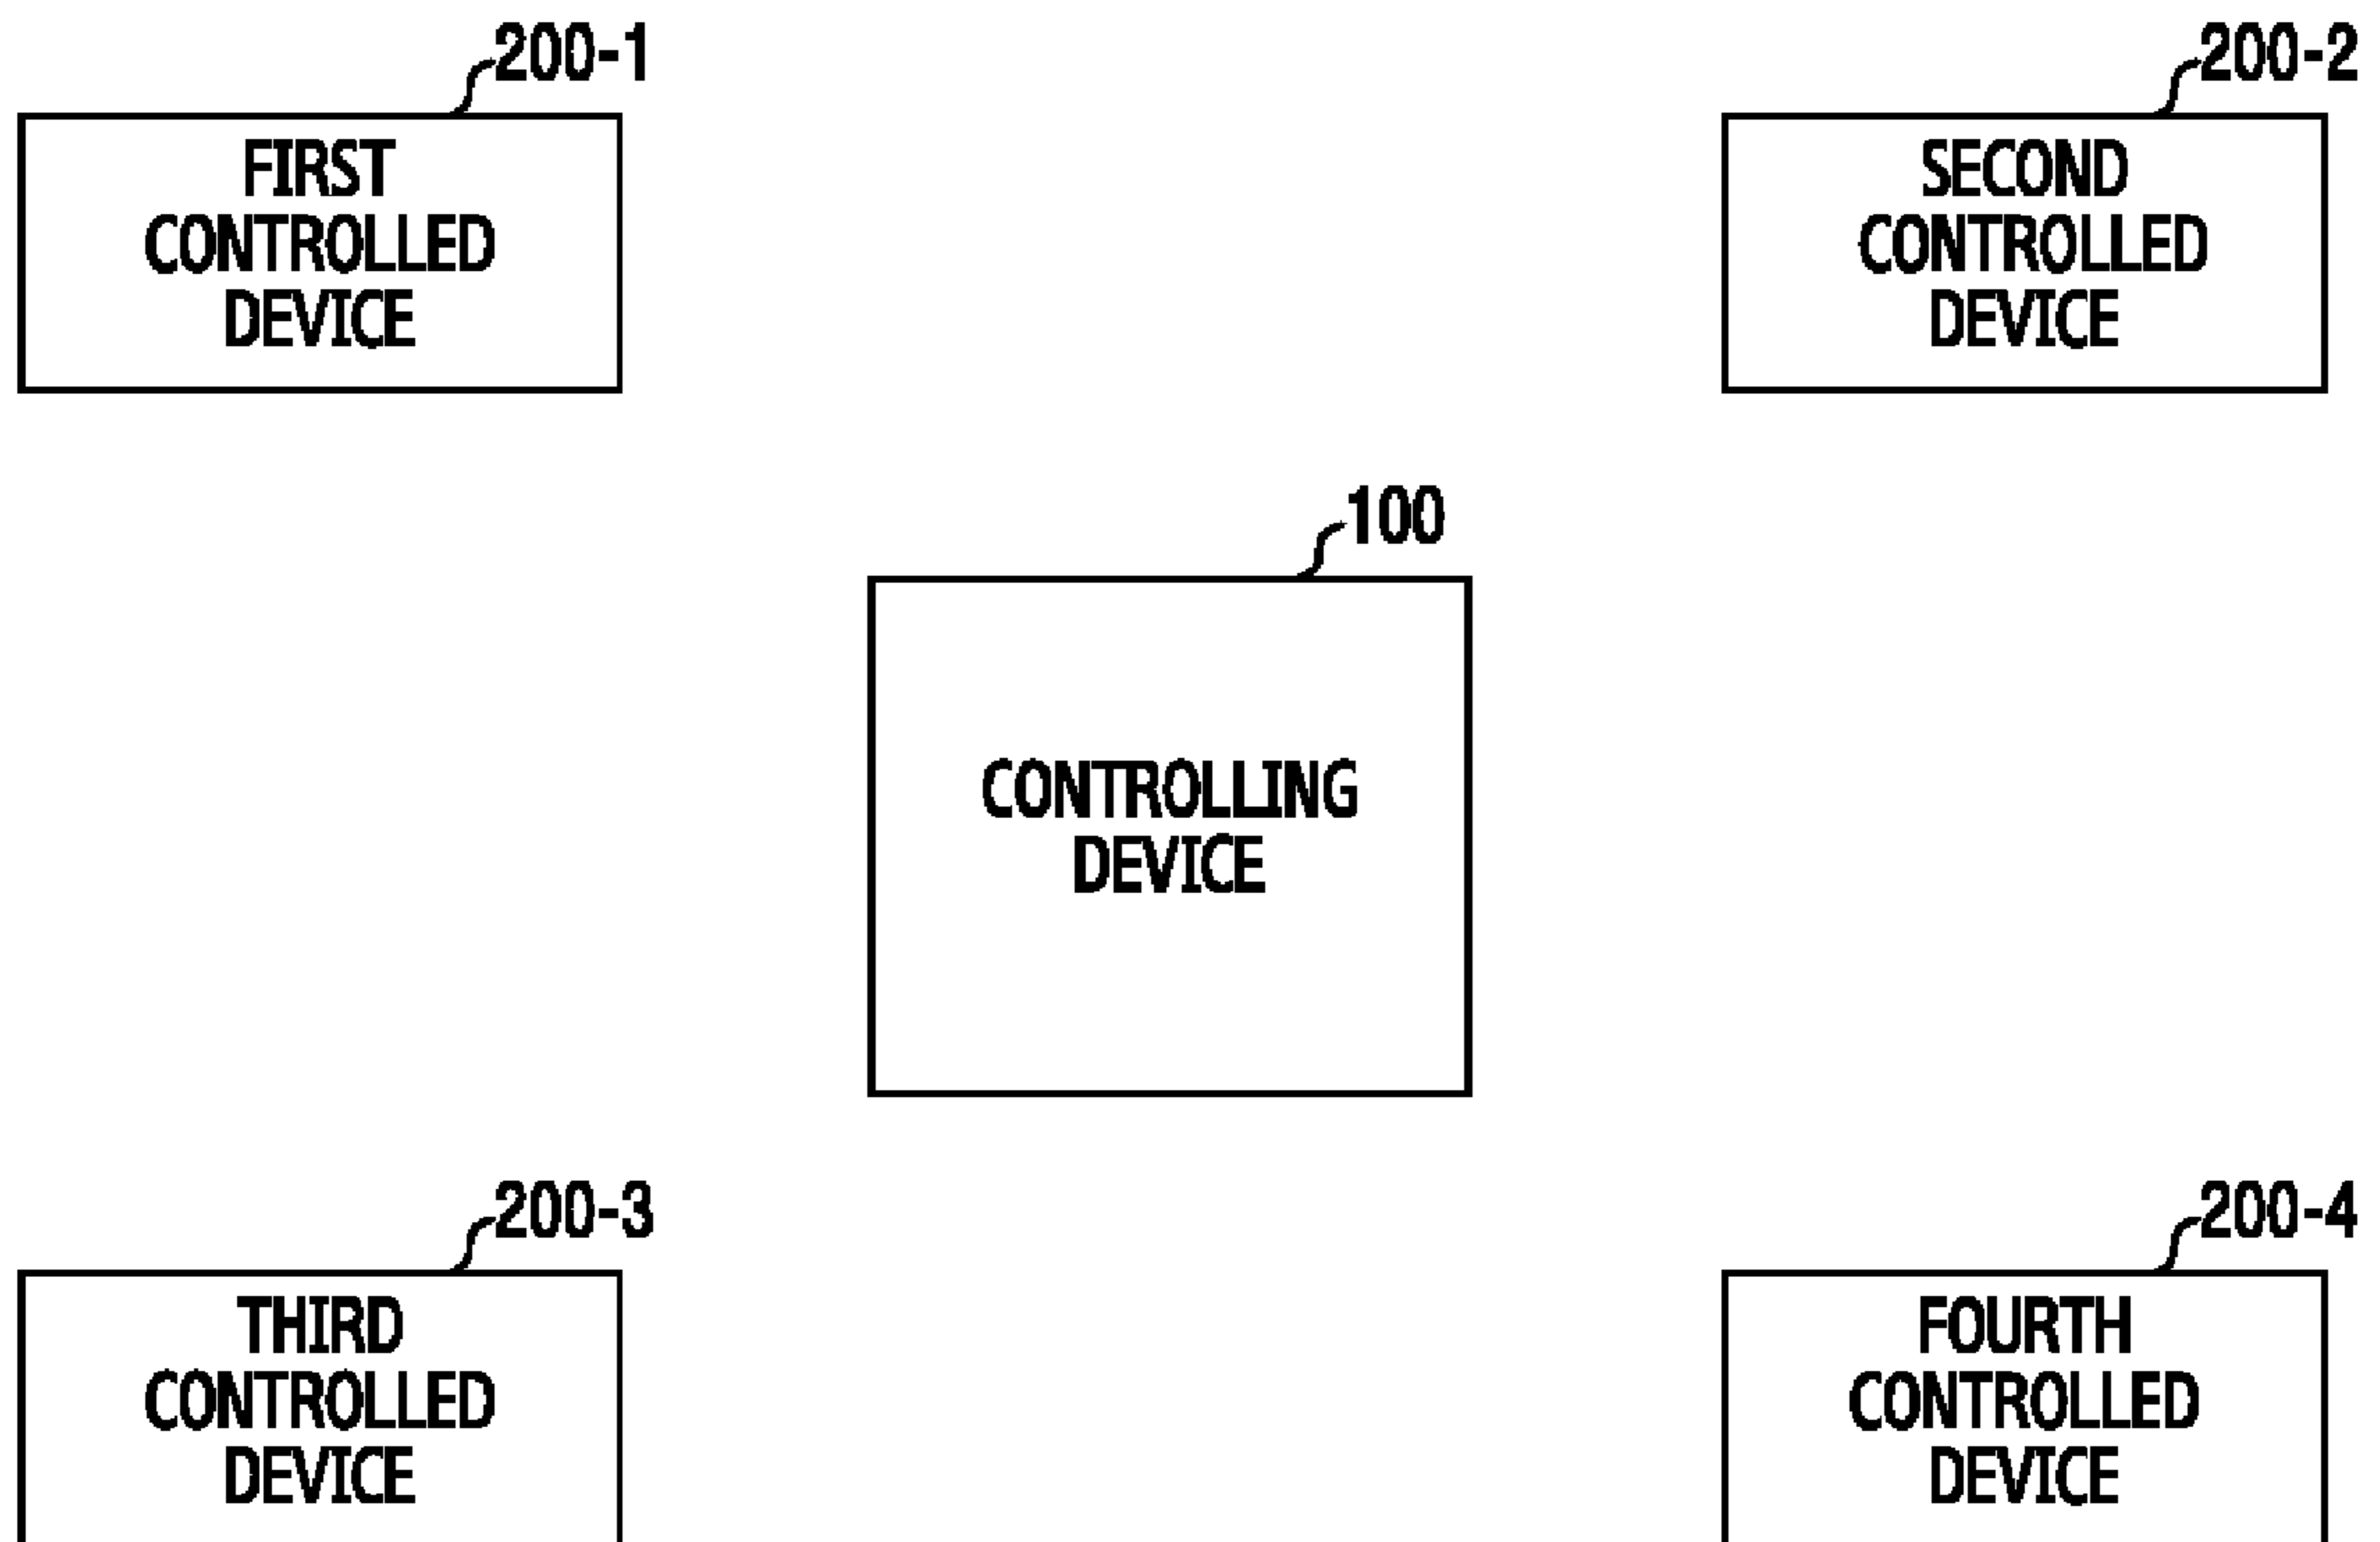 200-1
FIRST
CONTROLLED
DEVICE
200-2
SECOND
CONTROLLED
DEVICE
100
CONTROLLING
DEVICE
200-3
THIRD
CONTROLLED
DEVICE
200-4
FOURTH
CONTROLLED
DEVICE